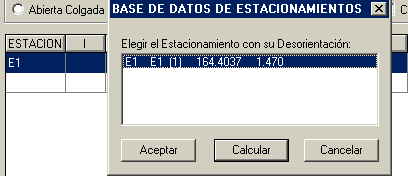 Abierta Colgada
BASE DE DATOS DE ESTACIONAMIENTOS
C
ESTACION I
E1
Elegir el Estacionamiento con su Desorientación:
E1 E1 (1) 164.4037 1.470
Aceptar Calcular Cancelar